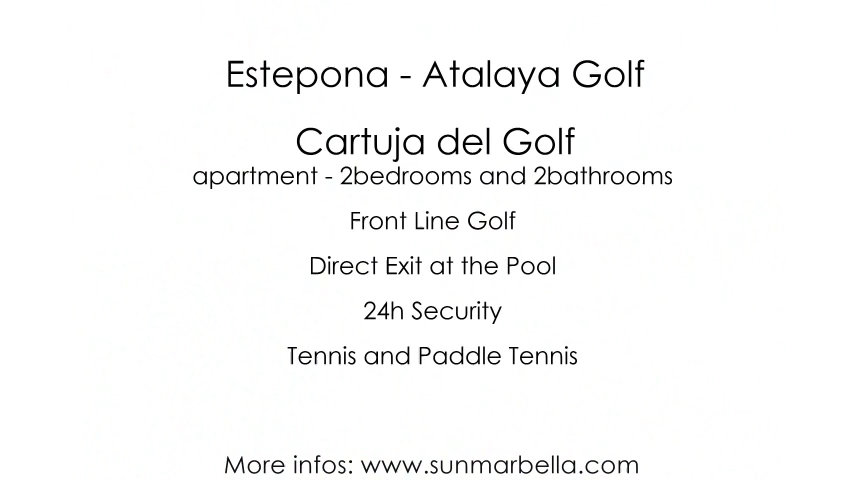 Estepona - Atalaya Golf
Cartuja del Golf
apartment - 2bedrooms and 2bathrooms
Front Line Golf
Direct Exit at the Pool
24h Security
Tennis and Paddle Tennis
More infos: www.sunmarbella.com